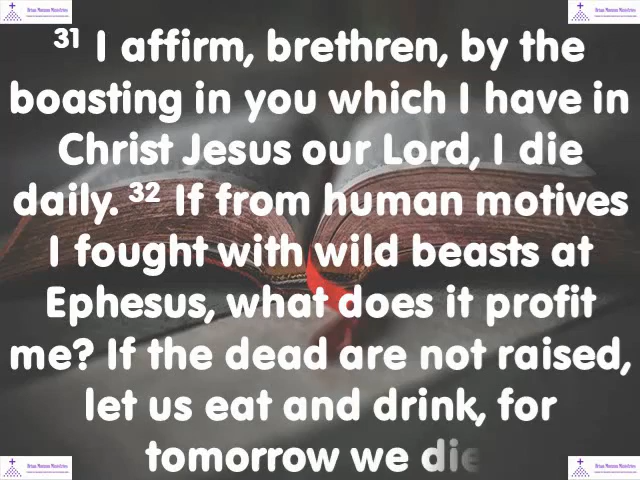 31 I affirm, brethren, by the
boasting in you which I have in
Christ Jesus our Lord, I die
daily. 32 If from human motives
I fought with wild beasts at
Ephesus, what does it profit
me? If the dead are not raised,
let us eat and drink, for
tomorrow we die